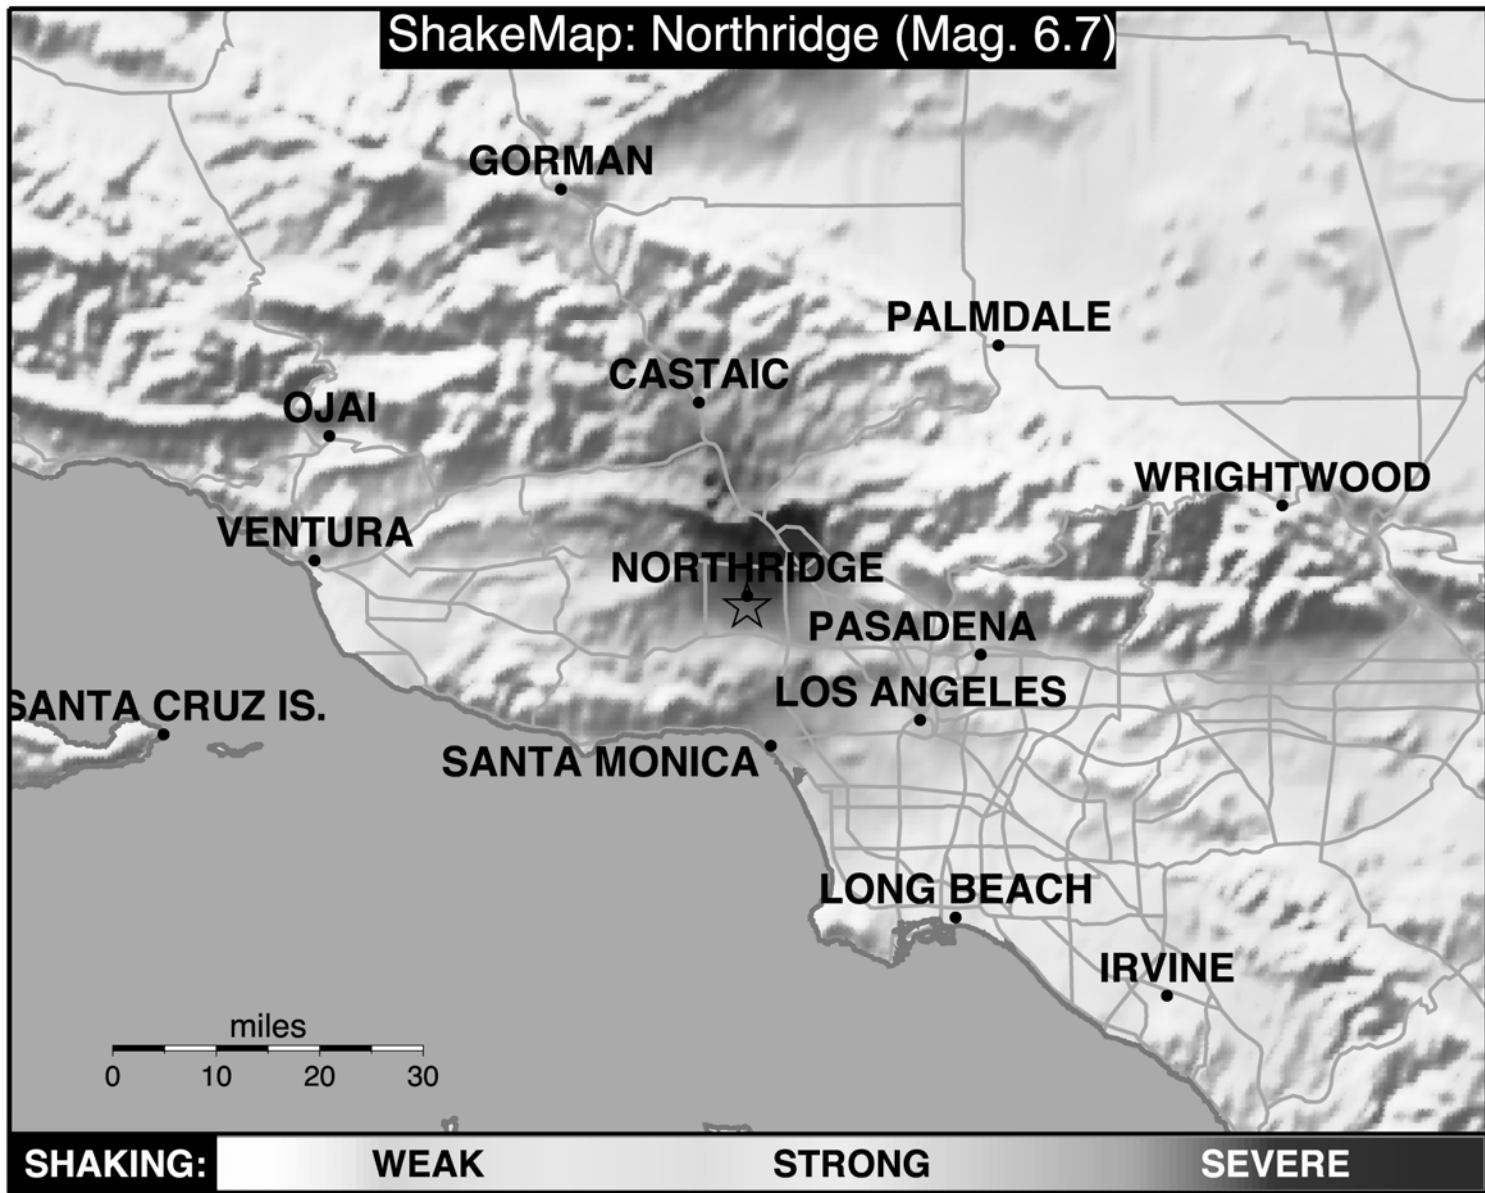 ShakeMap: Northridge (Mag. 6.7)
GORMAN
PALMDALE
CASTAIC
OJAI
WRIGHTWOOD
VENTURA
NORTHRIDGE
PASADENA
LOS ANGELES
SANTA CRUZ IS.
SANTA MONICA
LONG BEACH
IRVINE
miles
0 10 20 30
SHAKING: WEAK STRONG SEVERE